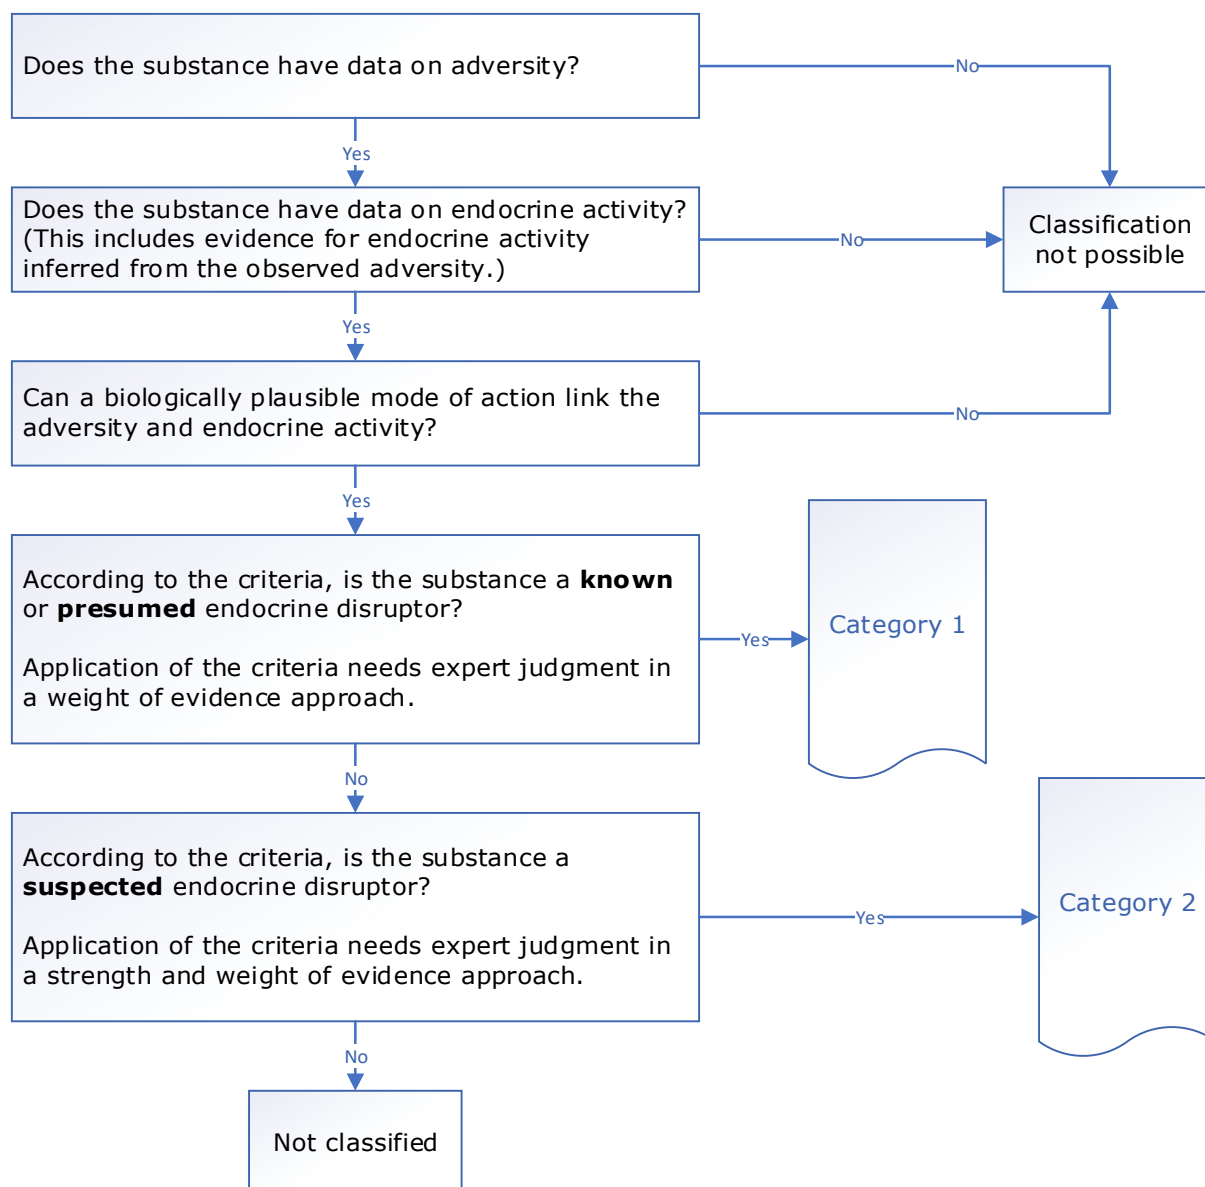 Does the substance have data on adversity?
No
Yes
Does the substance have data on endocrine activity?
(This includes evidence for endocrine activity
inferred from the observed adversity.)
No
Classification
not possible
Yes
Can a biologically plausible mode of action link the
adversity and endocrine activity?
No
Yes
According to the criteria, is the substance a known
or presumed endocrine disruptor?
Application of the criteria needs expert judgment in
a weight of evidence approach.
Yes
Category 1
No
According to the criteria, is the substance a
suspected endocrine disruptor?
Application of the criteria needs expert judgment in
a strength and weight of evidence approach.
Yes
Category 2
No
Not classified